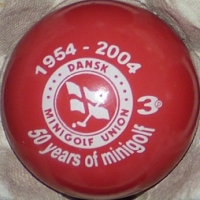 1954 - 2004
DANSK
MINIGOLF UNION
3
50 years of minigolf